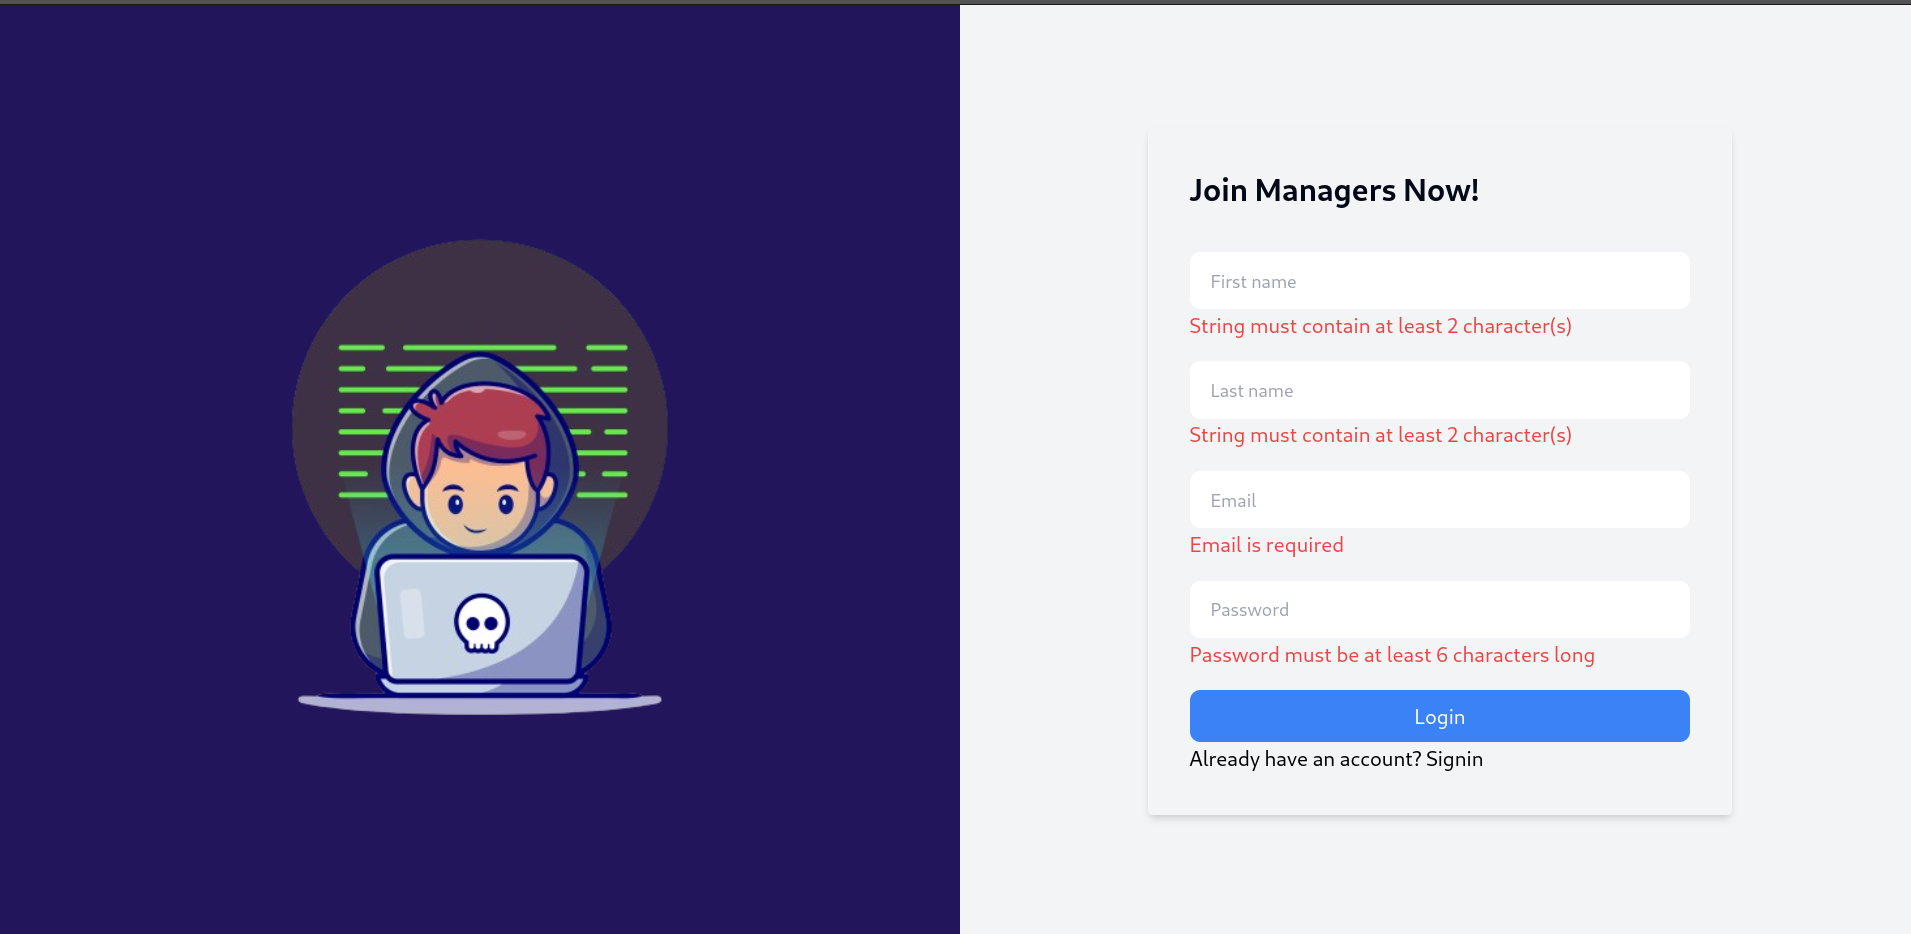 Join Managers Now!
First name
String must contain at least 2 character(s)
Last name
String must contain at least 2 character(s)
Email
Email is required
Password
Password must be at least 6 characters long
Login
Already have an account? Signin